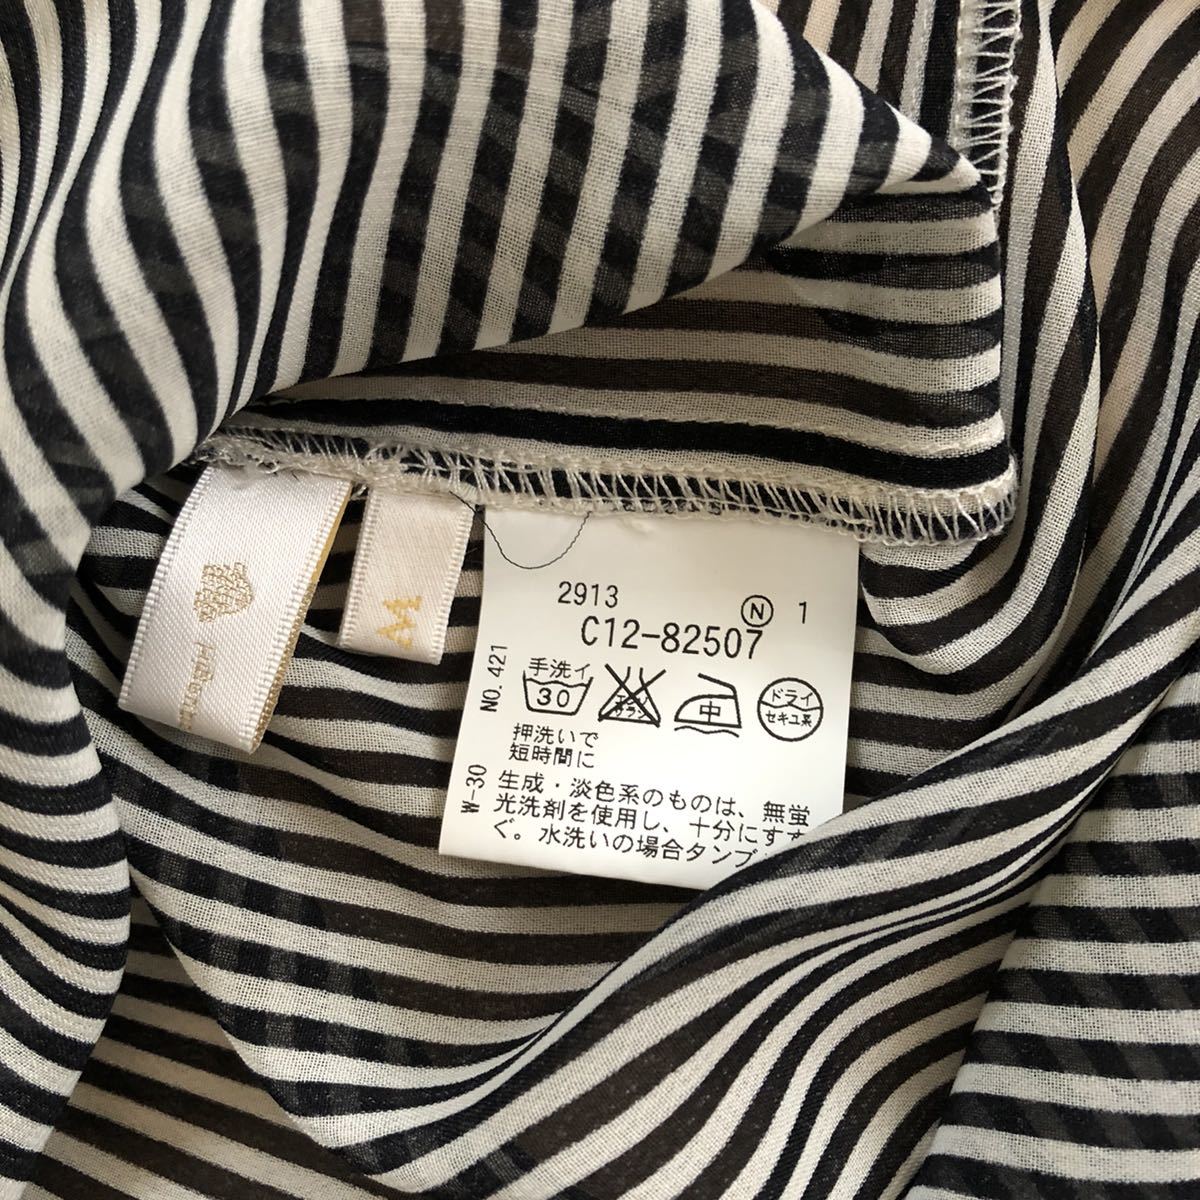 2913 Ⓝ 1
C12-82507
NO. 421
手洗イ
30
中
ドライ
セキユ系
押洗いで
短時間に
W-30
生成・淡色系のものは、無蛍
光洗剤を使用し、十分にすす
ぐ。水洗いの場合タンブ